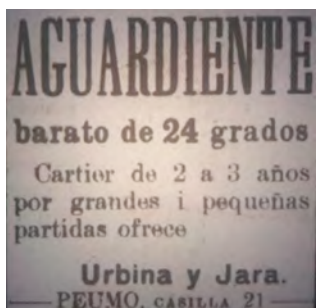 AGUARDIENTE
barato de 24 grados
Cartier de 2 a 3 años
por grandes i pequeñas
partidas ofrece
Urbina y Jara.
PEUMO, CASILLA 21